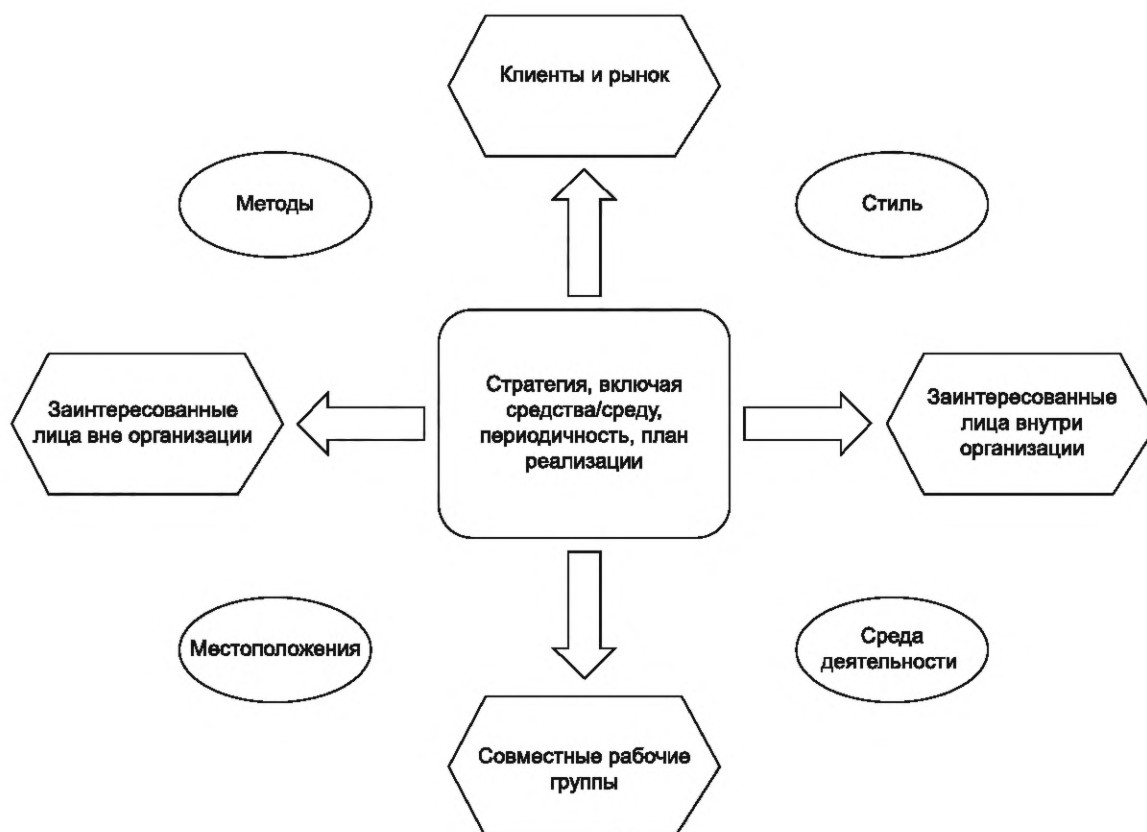 Клиенты и рынок
Методы
Стиль
Заинтересованные
лица вне организации
Стратегия, включая
средства/среду,
периодичность, план
реализации
Заинтересованные
лица внутри
организации
Местоположения
Среда
деятельности
Совместные рабочие
группы